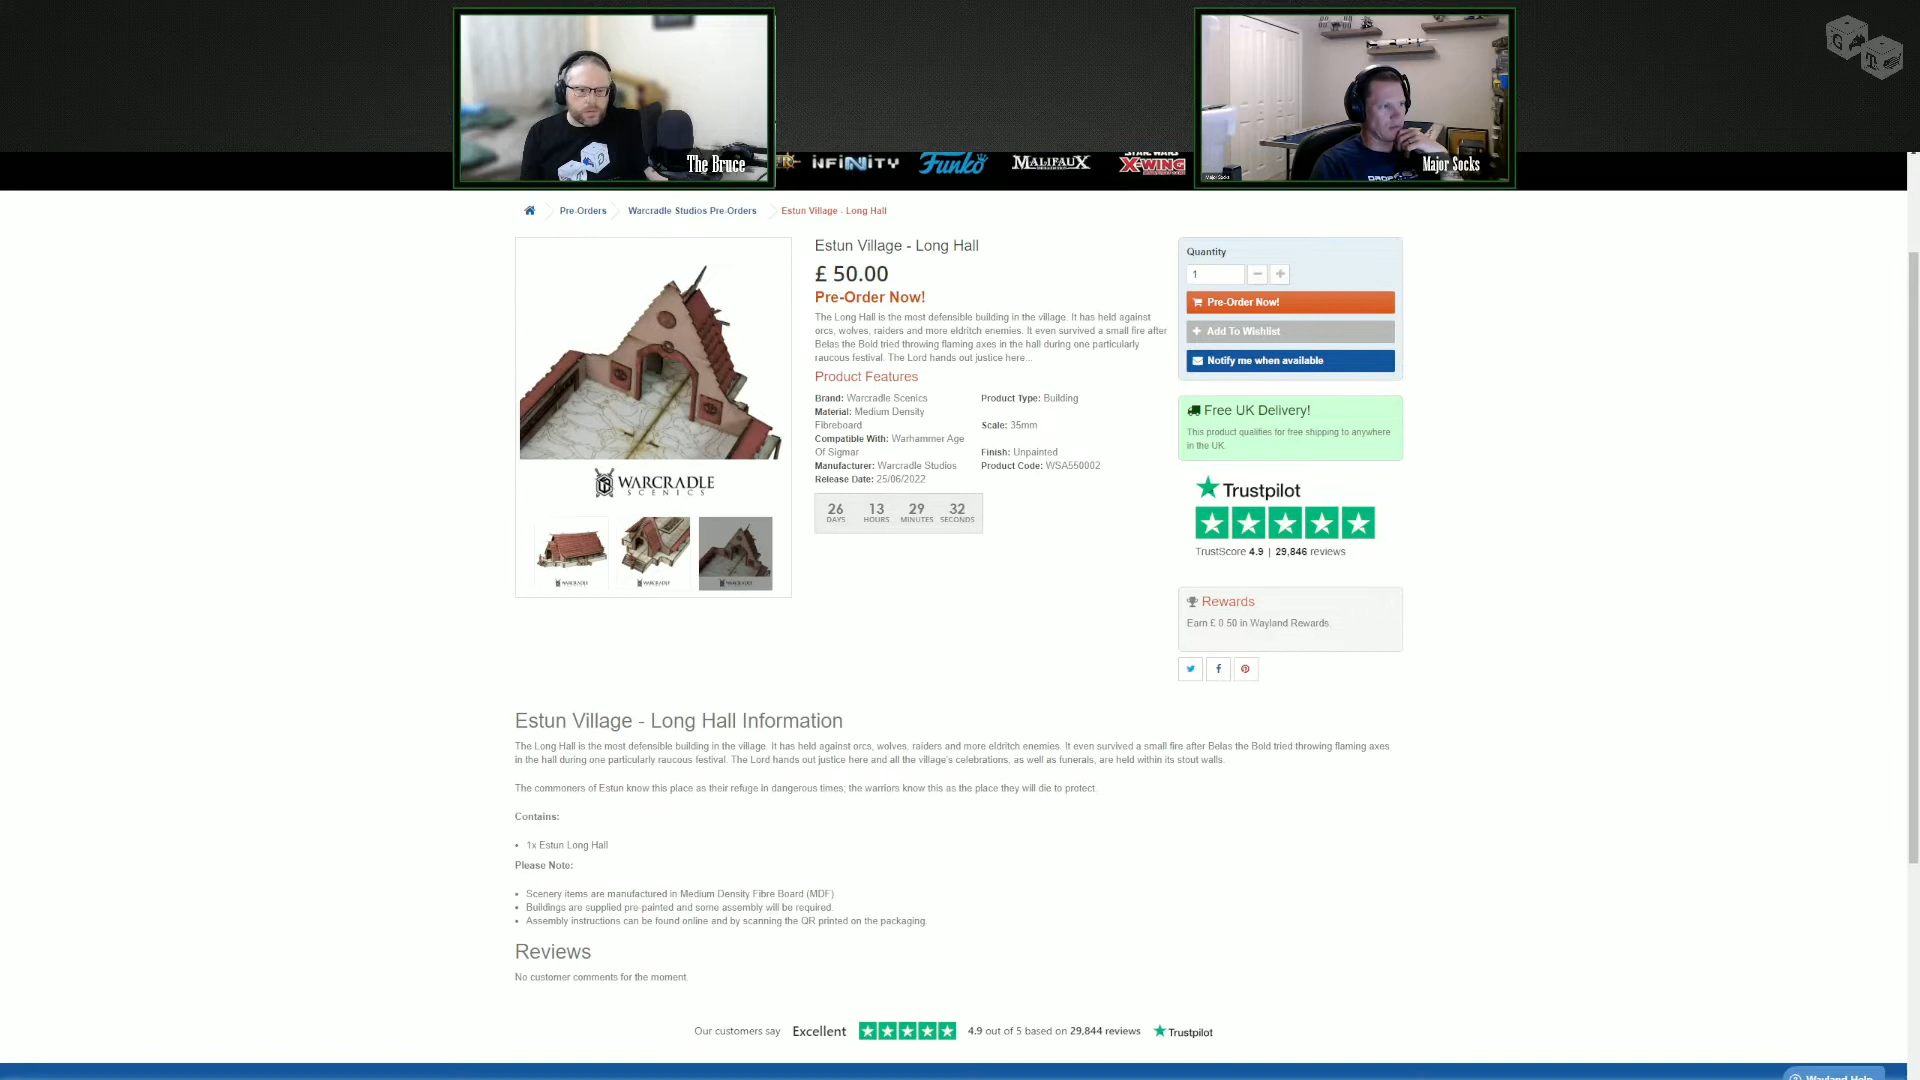 The Bruce
INFINITY
Funko
MALIFAUX
STAR WARS
X-WING
Major Socks
Pre-Orders
Warcradle Studios Pre-Orders
Estun Village - Long Hall
Estun Village - Long Hall
£ 50.00
Pre-Order Now!
The Long Hall is the most defensible building in the village. It has held against
orcs, wolves, raiders and more eldritch enemies. It even survived a small fire after
Belas the Bold tried throwing flaming axes in the hall during one particularly
raucous festival. The Lord hands out justice here...
Product Features
Brand: Warcradle Scenics
Material: Medium Density
Fibreboard
Compatible With: Warhammer Age
Of Sigmar
Manufacturer: Warcradle Studios
Release Date: 25/06/2022
Product Type: Building
Scale: 35mm
Finish: Unpainted
Product Code: WSA550002
26 13 29 32
DAYS HOURS MINUTES SECONDS
WARCRADLE
SCENICS
WARCRADLE
WARCRADLE
WARCRADLE
Quantity
1
Pre-Order Now!
Add To Wishlist
Notify me when available
Free UK Delivery!
This product qualifies for free shipping to anywhere
in the UK.
Trustpilot
TrustScore 4.9 | 29,846 reviews
Rewards
Earn £ 0.50 in Wayland Rewards.
Estun Village - Long Hall Information
The Long Hall is the most defensible building in the village. It has held against orcs, wolves, raiders and more eldritch enemies. It even survived a small fire after Belas the Bold tried throwing flaming axes
in the hall during one particularly raucous festival. The Lord hands out justice here and all the village's celebrations, as well as funerals, are held within its stout walls.
The commoners of Estun know this place as their refuge in dangerous times; the warriors know this as the place they will die to protect.
Contains:
• 1x Estun Long Hall
Please Note:
• Scenery items are manufactured in Medium Density Fibre Board (MDF)
• Buildings are supplied pre-painted and some assembly will be required.
• Assembly instructions can be found online and by scanning the QR printed on the packaging.
Reviews
No customer comments for the moment.
Our customers say Excellent 4.9 out of 5 based on 29,844 reviews Trustpilot
Wayland Help